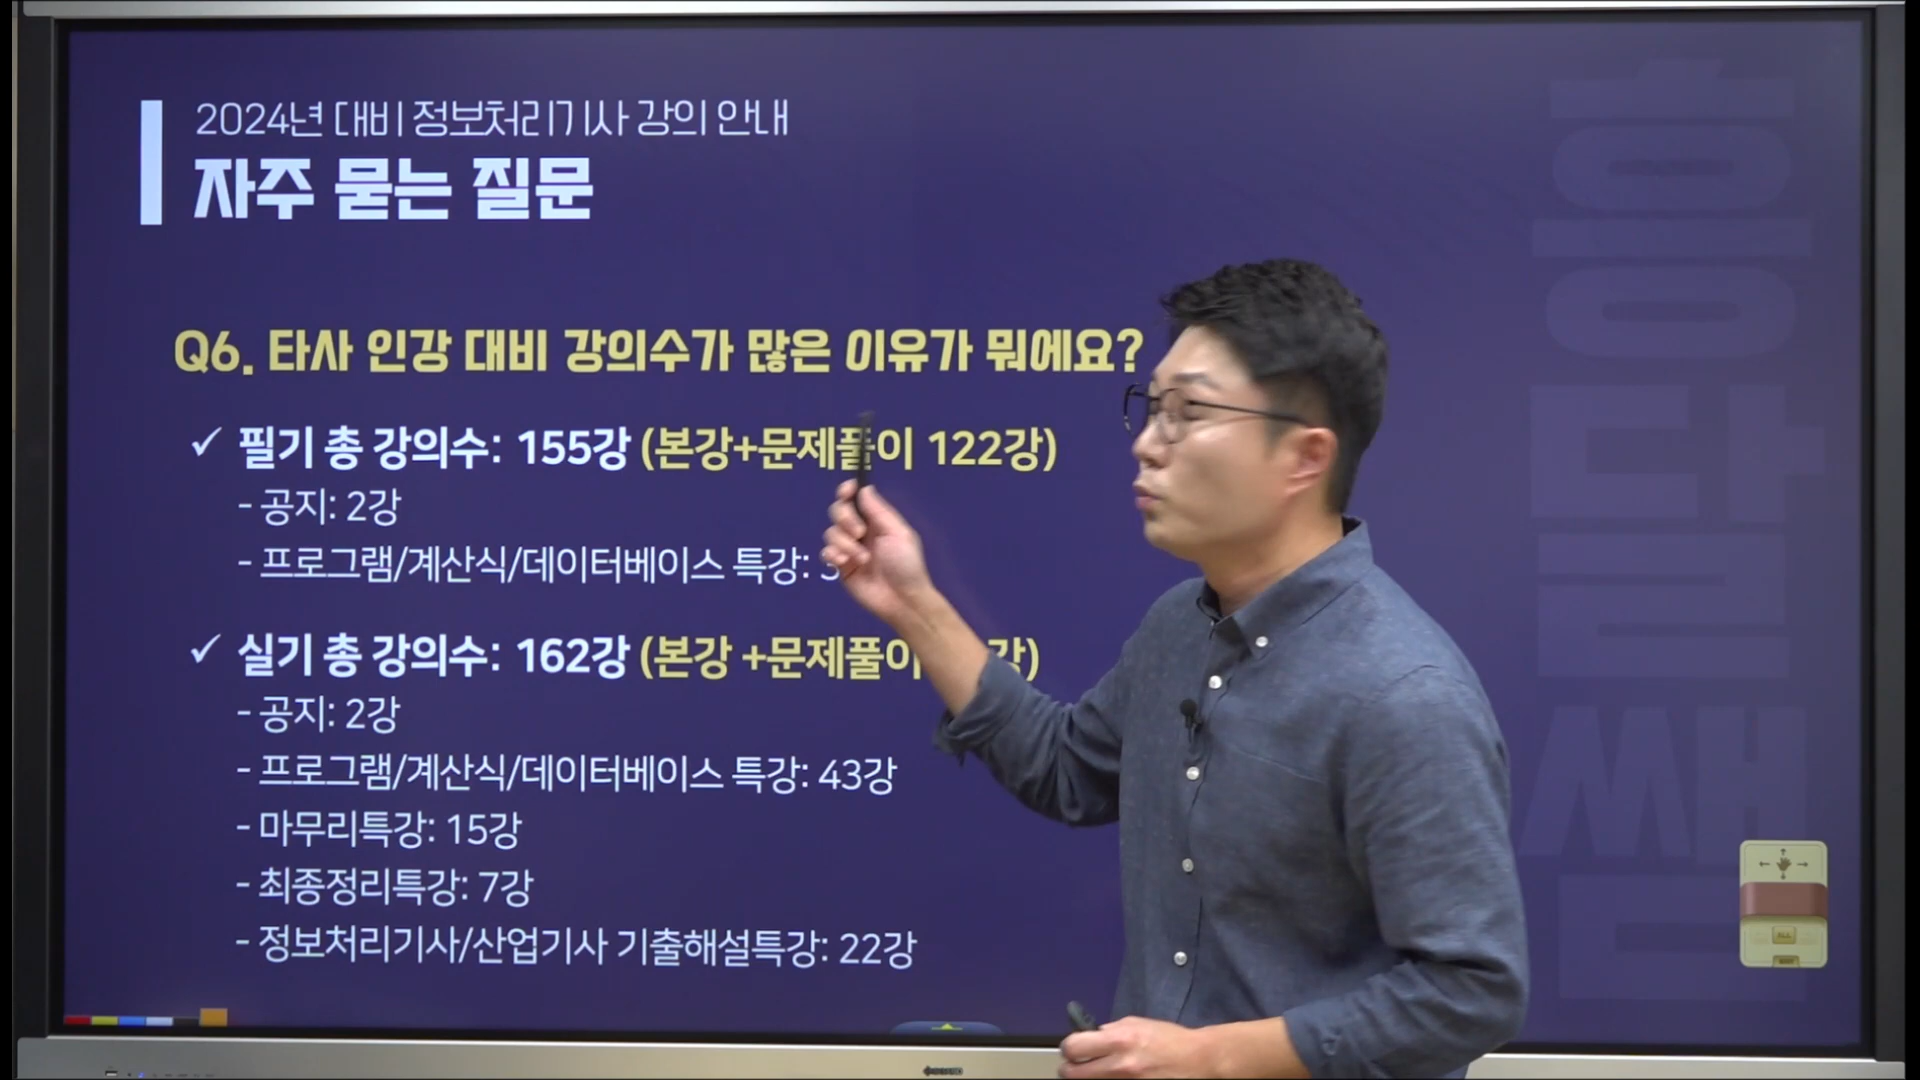 2024년 대비 정보처리기사 강의 안내
자주 묻는 질문
Q6. 타사 인강 대비 강의수가 많은 이유가 뭐에요?
✓ 필기 총 강의수: 155강 (본강+문제풀이 122강)
- 공지: 2강
- 프로그램/계산식/데이터베이스 특강:
✓ 실기 총 강의수: 162강 (본강 +문제풀이 강)
- 공지: 2강
- 프로그램/계산식/데이터베이스 특강: 43강
- 마무리특강: 15강
- 최종정리특강: 7강
- 정보처리기사/산업기사 기출해설특강: 22강
ALL